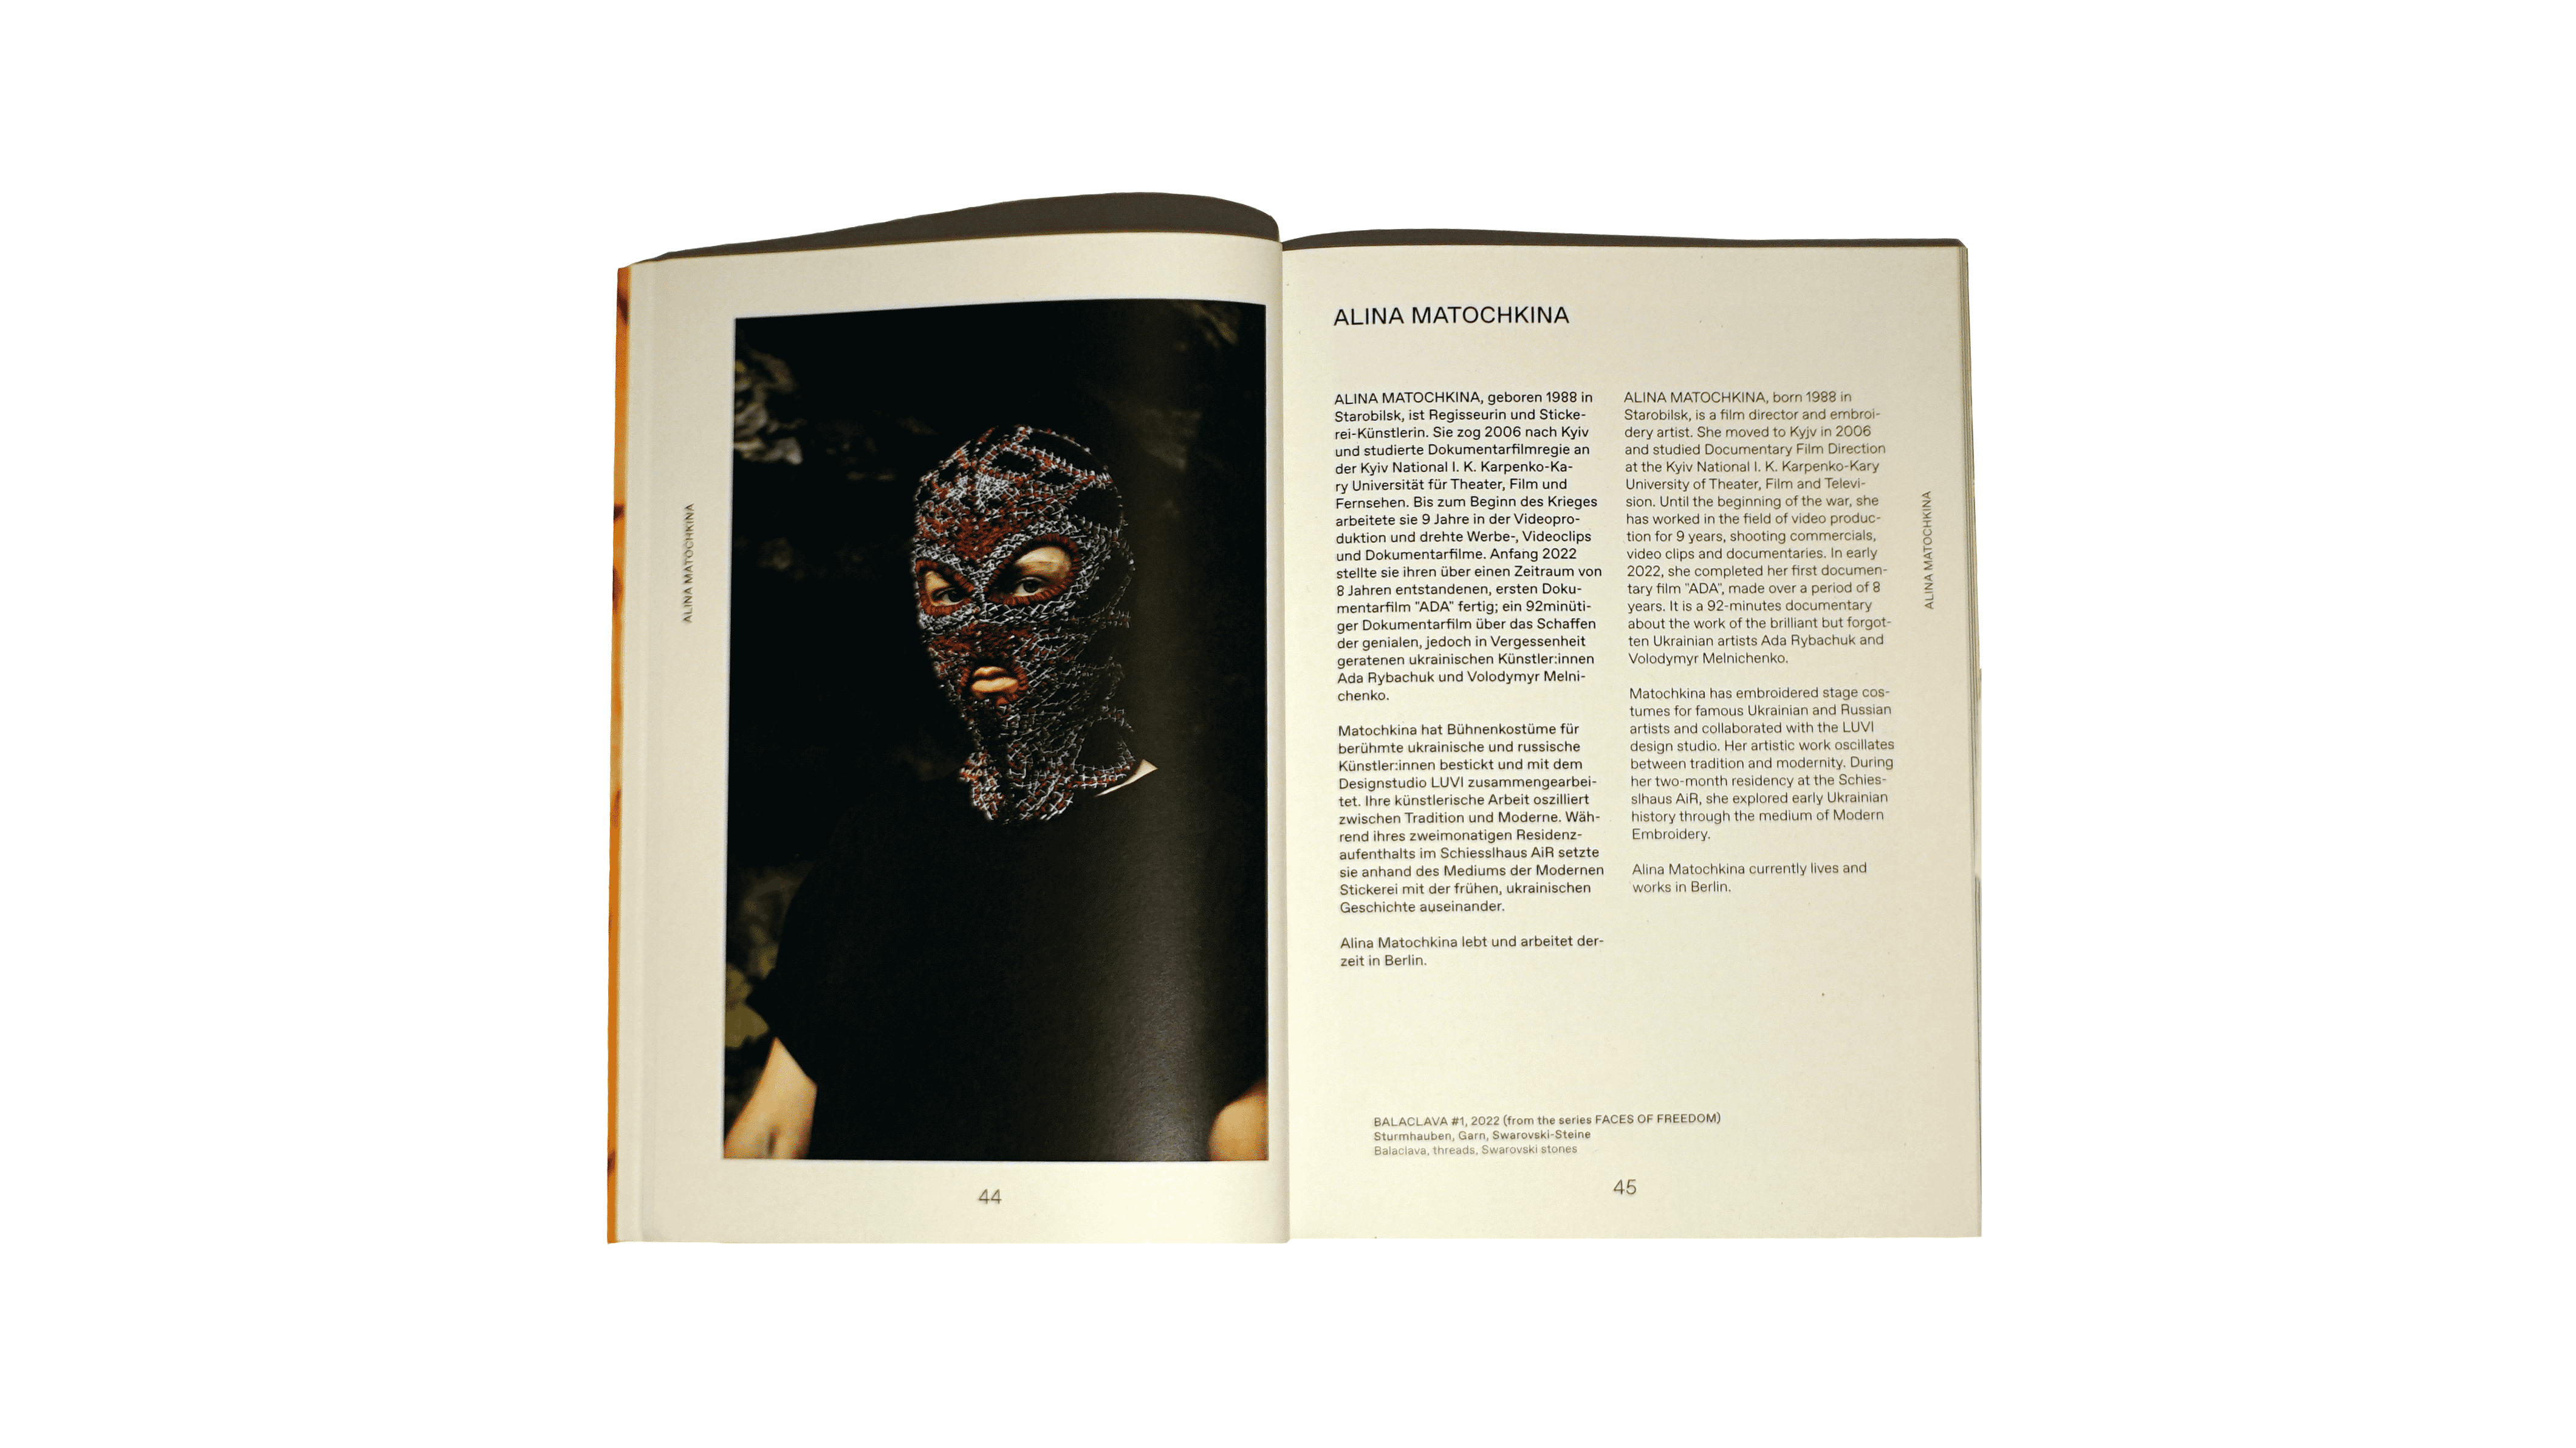 ALINA MATOCHKINA
44
ALINA MATOCHKINA
ALINA MATOCHKINA, geboren 1988 in
Starobilsk, ist Regisseurin und Sticke-
rei-Künstlerin. Sie zog 2006 nach Kyiv
und studierte Dokumentarfilmregie an
der Kyiv National I. K. Karpenko-Ka-
ry Universität für Theater, Film und
Fernsehen. Bis zum Beginn des Krieges
arbeitete sie 9 Jahre in der Videopro-
duktion und drehte Werbe-, Videoclips
und Dokumentarfilme. Anfang 2022
stellte sie ihren über einen Zeitraum von
8 Jahren entstandenen, ersten Doku-
mentarfilm "ADA" fertig; ein 92minüti-
ger Dokumentarfilm über das Schaffen
der genialen, jedoch in Vergessenheit
geratenen ukrainischen Künstler:innen
Ada Rybachuk und Volodymyr Melni-
chenko.
Matochkina hat Bühnenkostüme für
berühmte ukrainische und russische
Künstler:innen bestickt und mit dem
Designstudio LUVI zusammengearbei-
tet. Ihre künstlerische Arbeit oszilliert
zwischen Tradition und Moderne. Wäh-
rend ihres zweimonatigen Residenz-
aufenthalts im Schiesslhaus AiR setzte
sie anhand des Mediums der Modernen
Stickerei mit der frühen, ukrainischen
Geschichte auseinander.
Alina Matochkina lebt und arbeitet der-
zeit in Berlin.
ALINA MATOCHKINA, born 1988 in
Starobilsk, is a film director and embroi-
dery artist. She moved to Kyjv in 2006
and studied Documentary Film Direction
at the Kyiv National I. K. Karpenko-Kary
University of Theater, Film and Televi-
sion. Until the beginning of the war, she
has worked in the field of video produc-
tion for 9 years, shooting commercials,
video clips and documentaries. In early
2022, she completed her first documen-
tary film "ADA", made over a period of 8
years. It is a 92-minutes documentary
about the work of the brilliant but forgot-
ten Ukrainian artists Ada Rybachuk and
Volodymyr Melnichenko.
Matochkina has embroidered stage cos-
tumes for famous Ukrainian and Russian
artists and collaborated with the LUVI
design studio. Her artistic work oscillates
between tradition and modernity. During
her two-month residency at the Schies-
slhaus AiR, she explored early Ukrainian
history through the medium of Modern
Embroidery.
Alina Matochkina currently lives and
works in Berlin.
ALINA MATOCHKINA
BALACLAVA #1, 2022 (from the series FACES OF FREEDOM)
Sturmhauben, Garn, Swarovski-Steine
Balaclava, threads, Swarovski stones
45